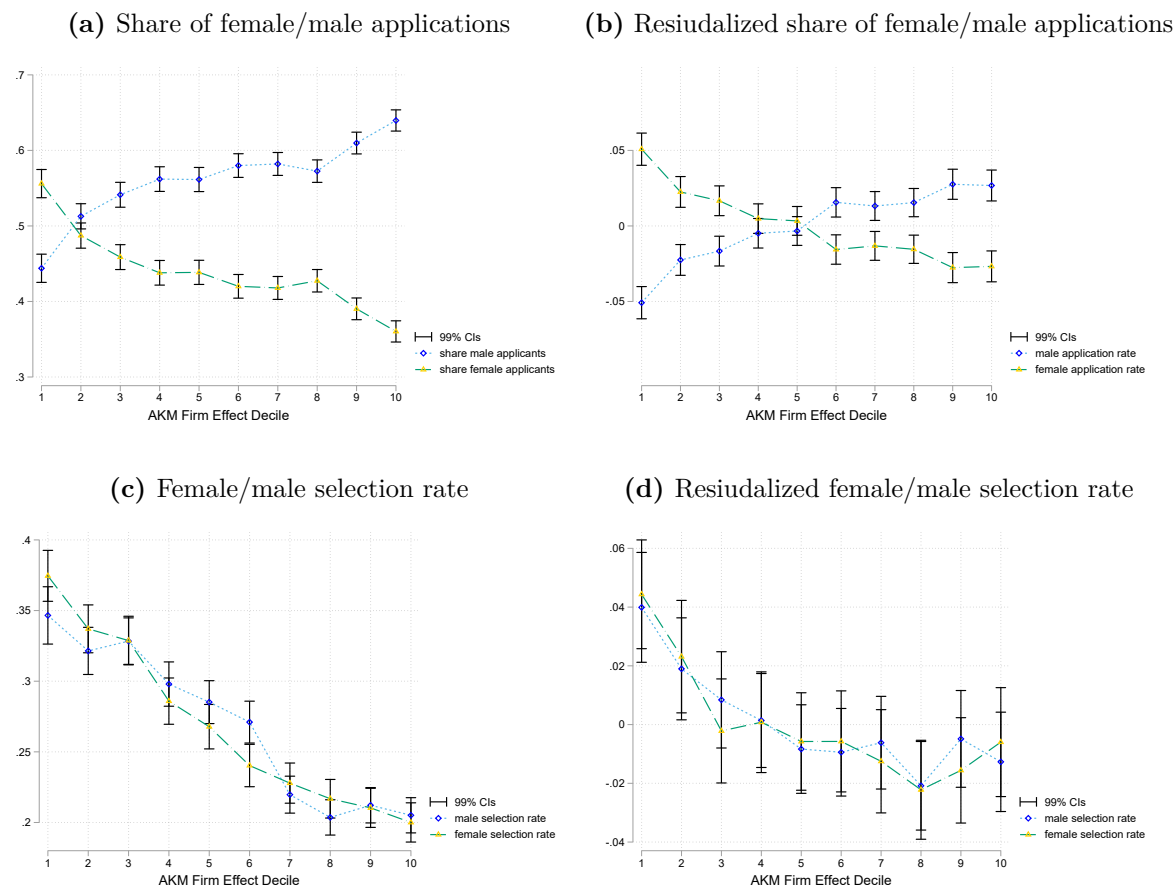 (a) Share of female/male applications
.7
.6
.5
.4
.3
1 2 3 4 5 6 7 8 9 10
AKM Firm Effect Decile
99% CIs
share male applicants
share female applicants
(b) Resiudalized share of female/male applications
.05
0
-.05
1 2 3 4 5 6 7 8 9 10
AKM Firm Effect Decile
99% CIs
male application rate
female application rate
(c) Female/male selection rate
.4
.35
.3
.25
.2
1 2 3 4 5 6 7 8 9 10
AKM Firm Effect Decile
99% CIs
male selection rate
female selection rate
(d) Resiudalized female/male selection rate
.06
.04
.02
0
-.02
-.04
1 2 3 4 5 6 7 8 9 10
AKM Firm Effect Decile
99% CIs
male selection rate
female selection rate